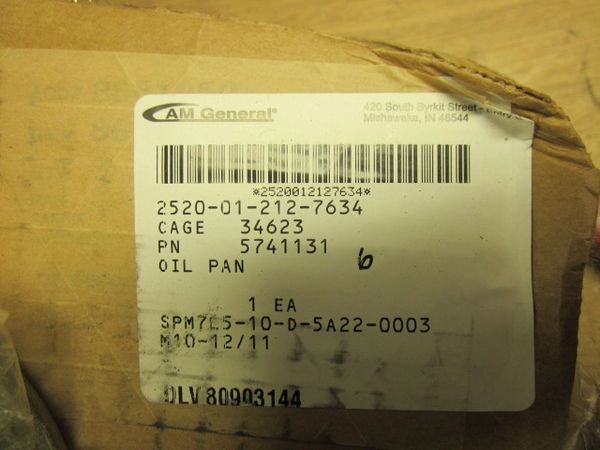 AM General®
420 South Byrkit Street - Entry
Mishawaka, IN 46544
*2520012127634*
2520-01-212-7634
CAGE 34623
PN 5741131
OIL PAN 6
1 EA
SPM7L5-10-D-5A22-0003
M10-12/11
DLV 80903144